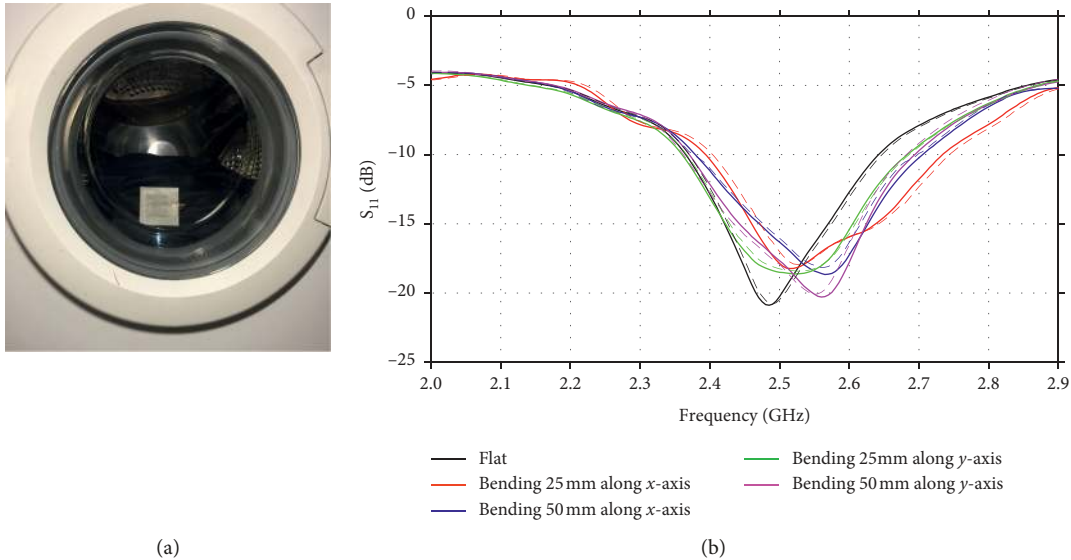 0
−5
−10
−15
−20
−25
S11 (dB)
2.0 2.1 2.2 2.3 2.4 2.5 2.6 2.7 2.8 2.9
Frequency (GHz)
Flat
Bending 25 mm along x-axis
Bending 50 mm along x-axis
Bending 25mm along y-axis
Bending 50 mm along y-axis
(a)
(b)